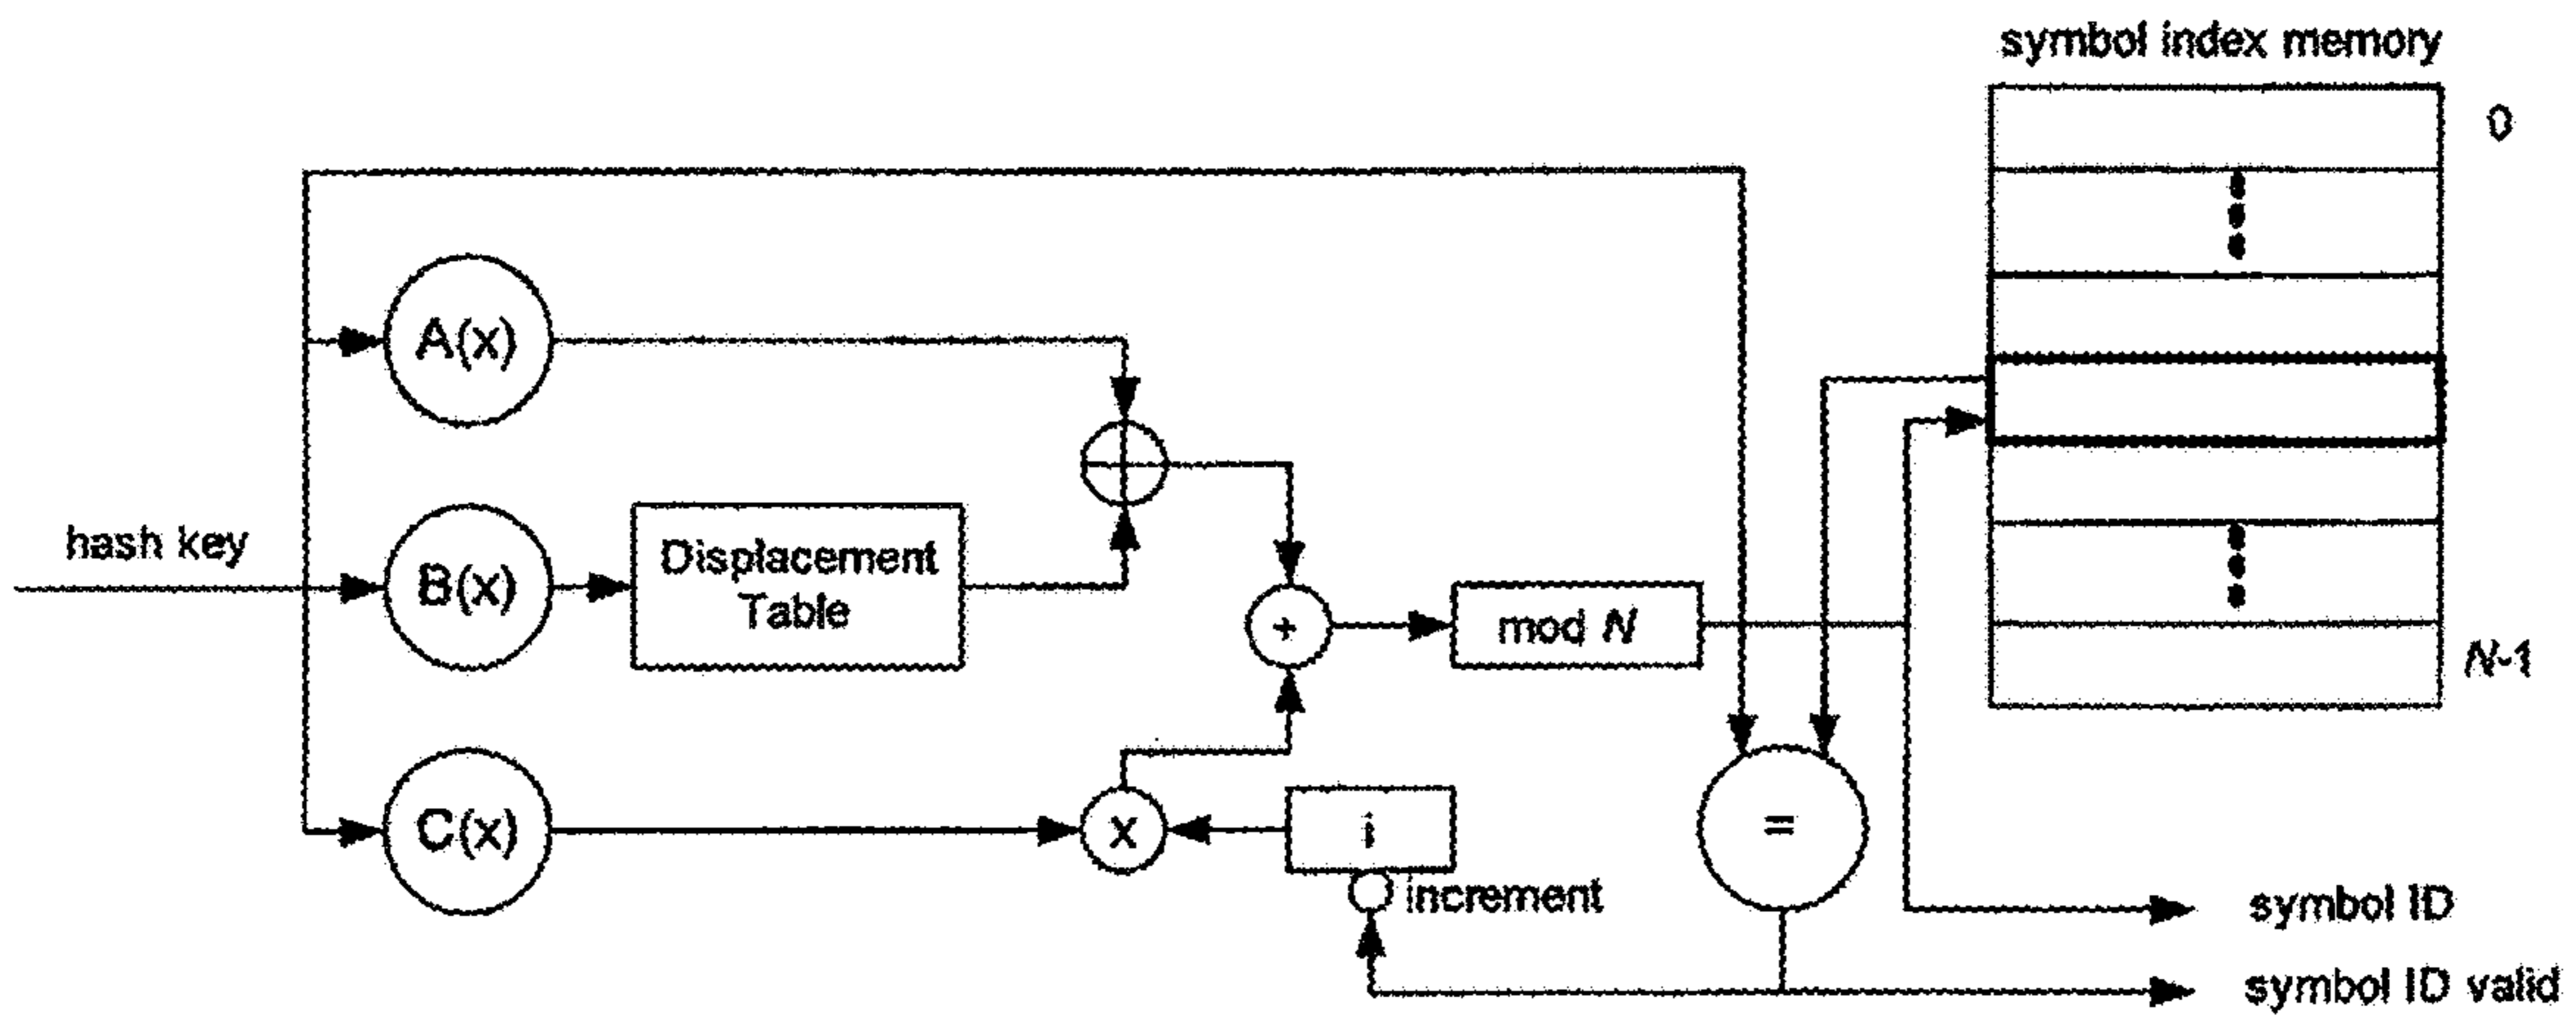 symbol index memory
0
A(x)
hash key
B(x)
Displacement
Table
+
mod N
N-1
C(x)
x
i
=
increment
symbol ID
symbol ID valid